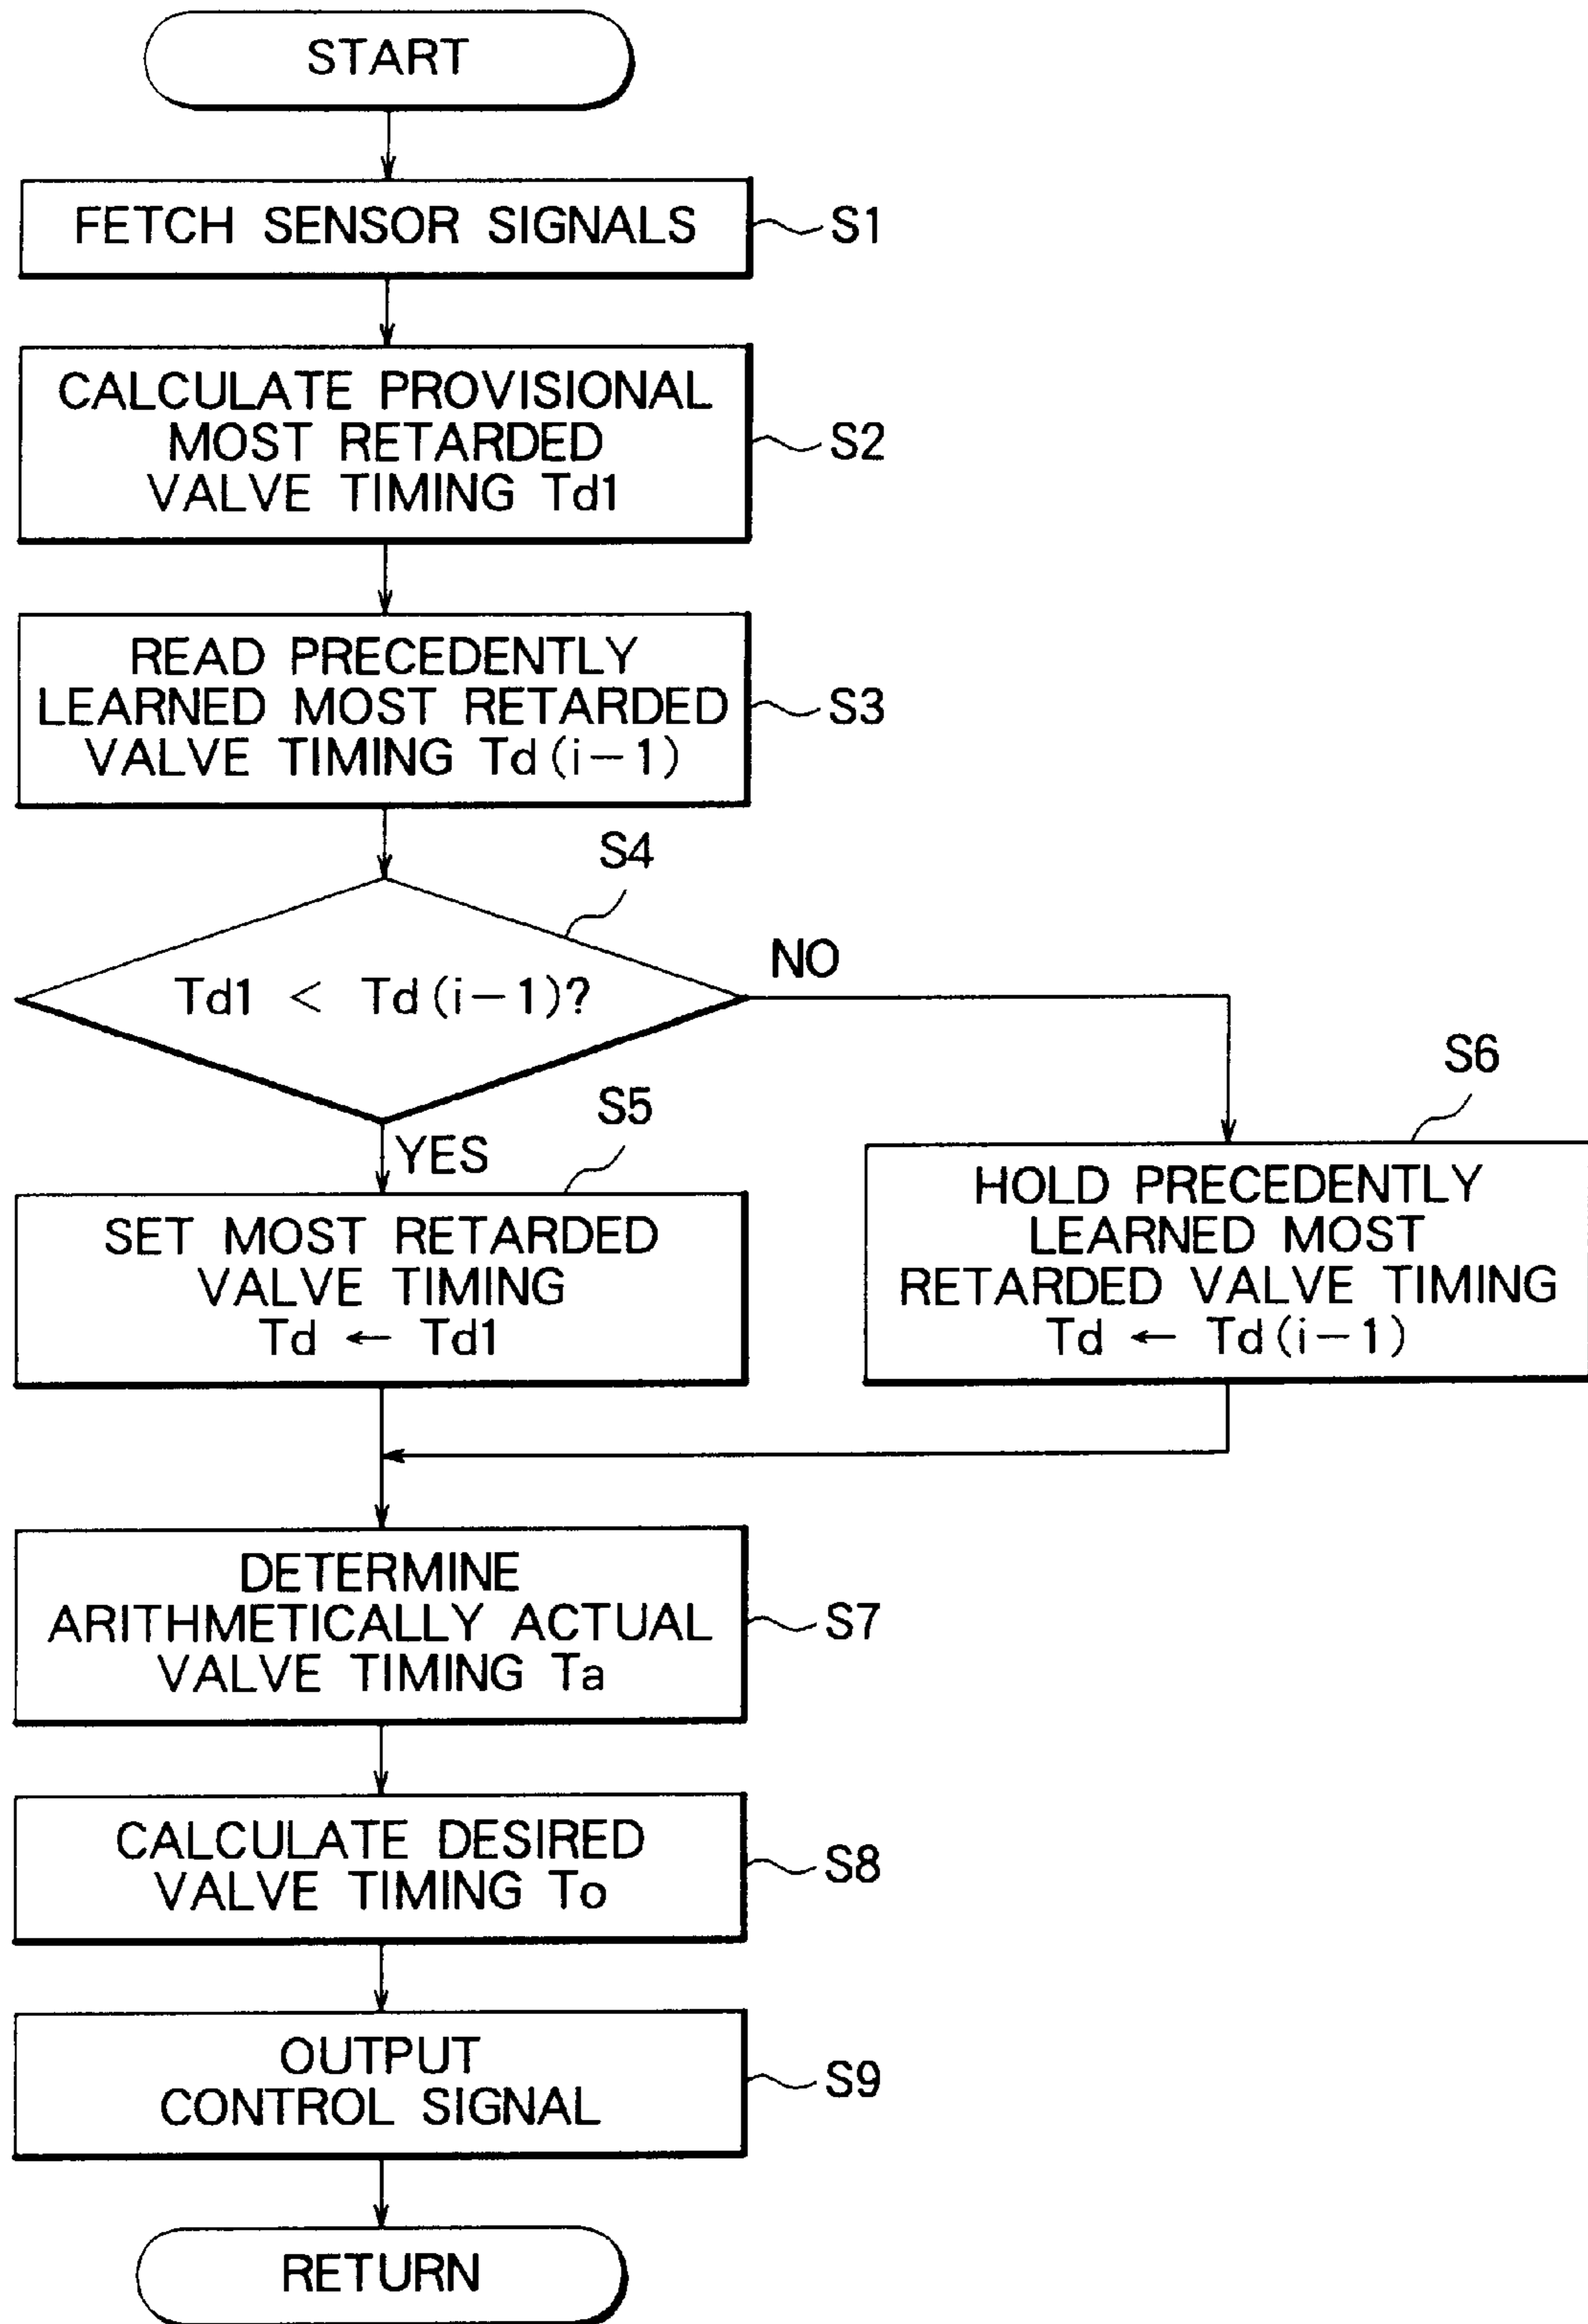 START
FETCH SENSOR SIGNALS
S1
CALCULATE PROVISIONAL
MOST RETARDED
VALVE TIMING Td1
S2
READ PRECEDENTLY
LEARNED MOST RETARDED
VALVE TIMING Td(i-1)
S3
S4
Td1 < Td(i-1)?
NO
YES
S5
SET MOST RETARDED
VALVE TIMING
Td ← Td1
S6
HOLD PRECEDENTLY
LEARNED MOST
RETARDED VALVE TIMING
Td ← Td(i-1)
DETERMINE
ARITHMETICALLY ACTUAL
VALVE TIMING Ta
S7
CALCULATE DESIRED
VALVE TIMING To
S8
OUTPUT
CONTROL SIGNAL
S9
RETURN